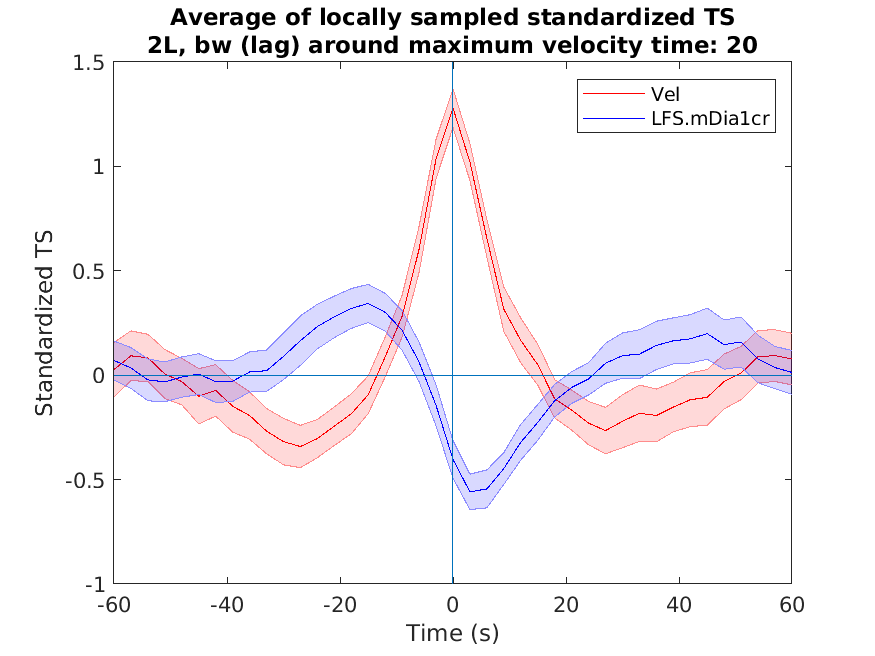 Average of locally sampled standardized TS
2L, bw (lag) around maximum velocity time: 20
1.5
1
0.5
0
-0.5
-1
Standardized TS
Vel
LFS.mDia1cr
-60
-40
-20
0
20
40
60
Time (s)